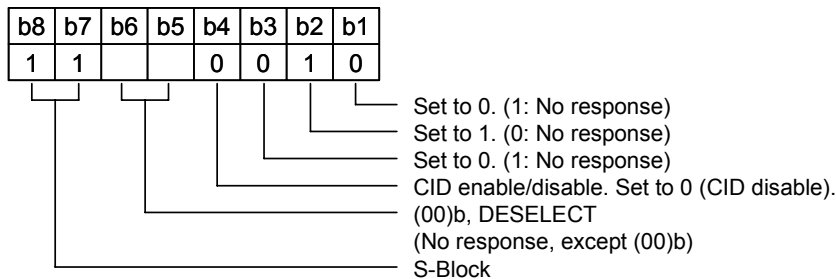 b8 b7 b6 b5 b4 b3 b2 b1
1 1 0 0 1 0
Set to 0. (1: No response)
Set to 1. (0: No response)
Set to 0. (1: No response)
CID enable/disable. Set to 0 (CID disable).
(00)b, DESELECT
(No response, except (00)b)
S-Block